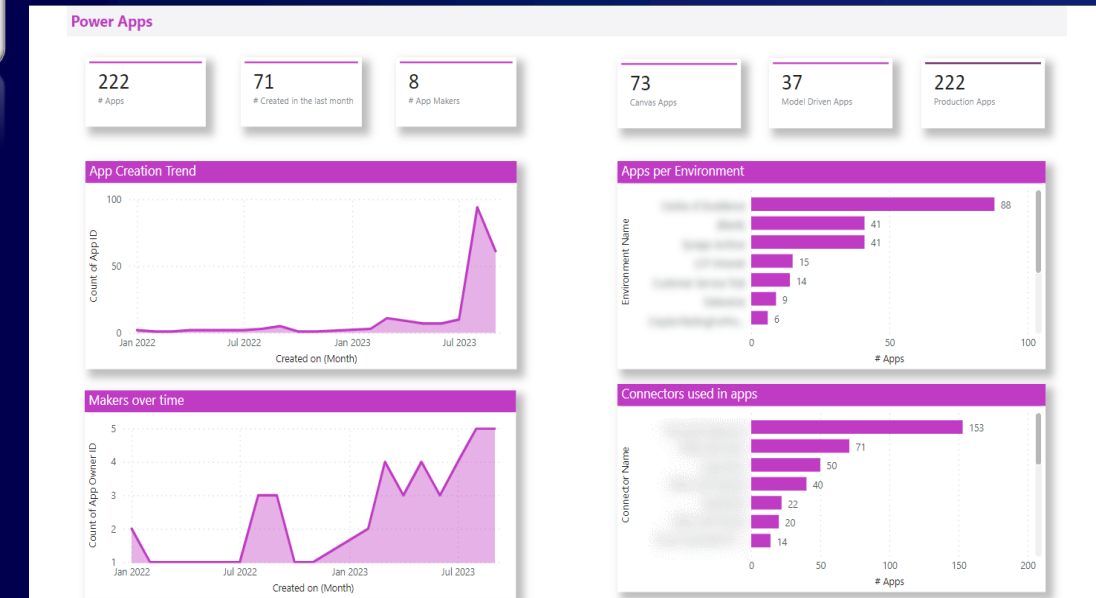 Power Apps
222
# Apps
71
# Created in the last month
8
# App Makers
73
Canvas Apps
37
Model Driven Apps
222
Production Apps
App Creation Trend
100
50
0
Count of App ID
Jan 2022 Jul 2022 Jan 2023 Jul 2023
Created on (Month)
Apps per Environment
Environment Name
88
41
41
15
14
9
6
0 50 100
# Apps
Makers over time
5
4
3
2
1
Count of App Owner ID
Jan 2022 Jul 2022 Jan 2023 Jul 2023
Created on (Month)
Connectors used in apps
Connector Name
153
71
50
40
22
20
14
0 50 100 150 200
# Apps